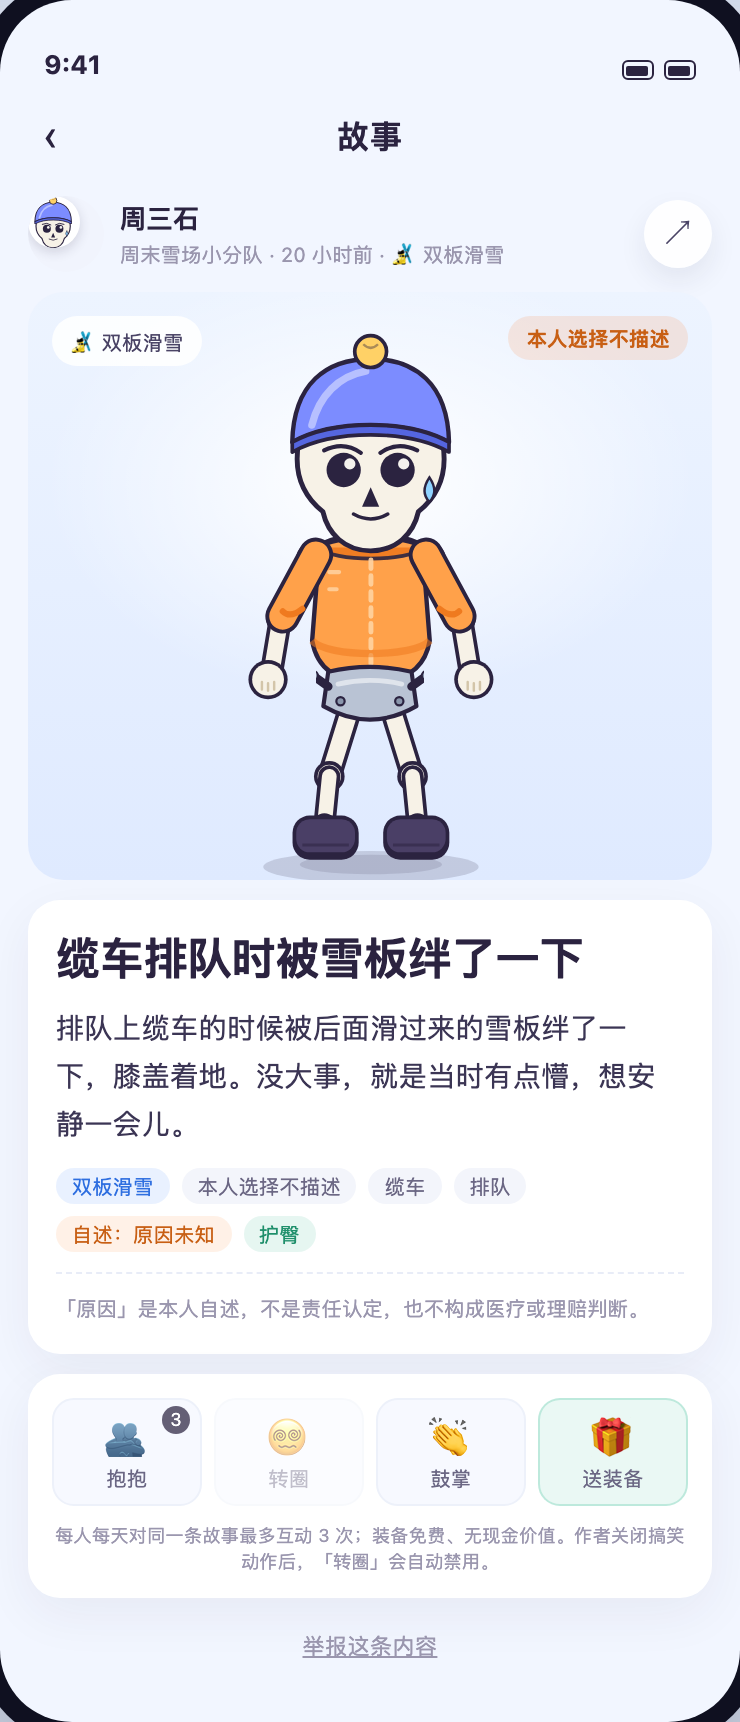 9:41
故事
周三石
周末雪场小分队 · 20 小时前 · 双板滑雪
双板滑雪
本人选择不描述
缆车排队时被雪板绊了一下
排队上缆车的时候被后面滑过来的雪板绊了一
下，膝盖着地。没大事，就是当时有点懵，想安
静一会儿。
双板滑雪 本人选择不描述 缆车 排队
自述：原因未知 护臀
「原因」是本人自述，不是责任认定，也不构成医疗或理赔判断。
3
抱抱 转圈 鼓掌 送装备
每人每天对同一条故事最多互动 3 次；装备免费、无现金价值。作者关闭搞笑
动作后，「转圈」会自动禁用。
举报这条内容